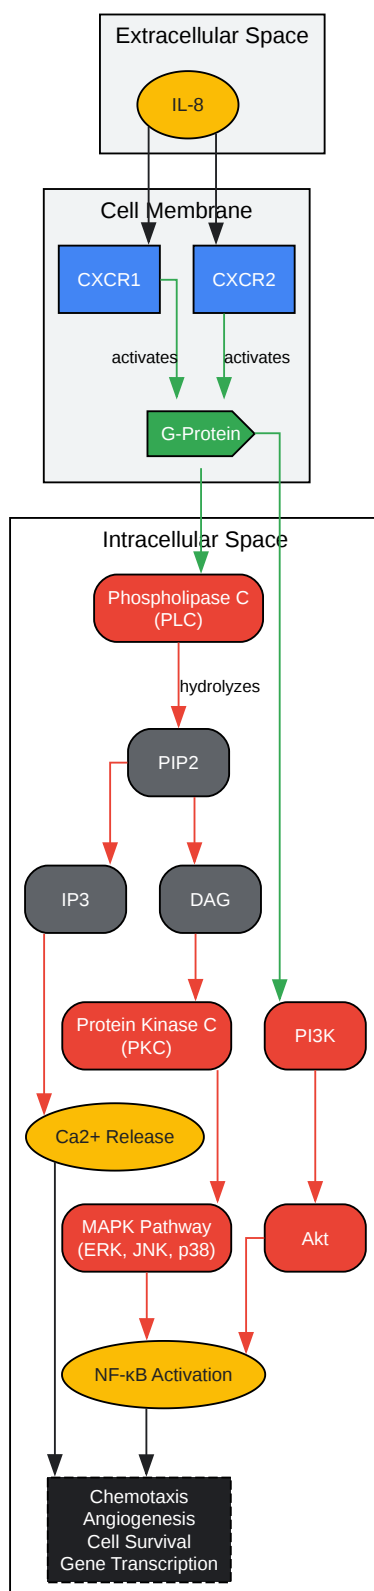 Extracellular Space
IL-8
Cell Membrane
CXCR1
CXCR2
activates
activates
G-Protein
Intracellular Space
Phospholipase C
(PLC)
hydrolyzes
PIP2
IP3
DAG
Protein Kinase C
(PKC)
PI3K
Ca2+ Release
MAPK Pathway
(ERK, JNK, p38)
Akt
NF-κB Activation
Chemotaxis
Angiogenesis
Cell Survival
Gene Transcription